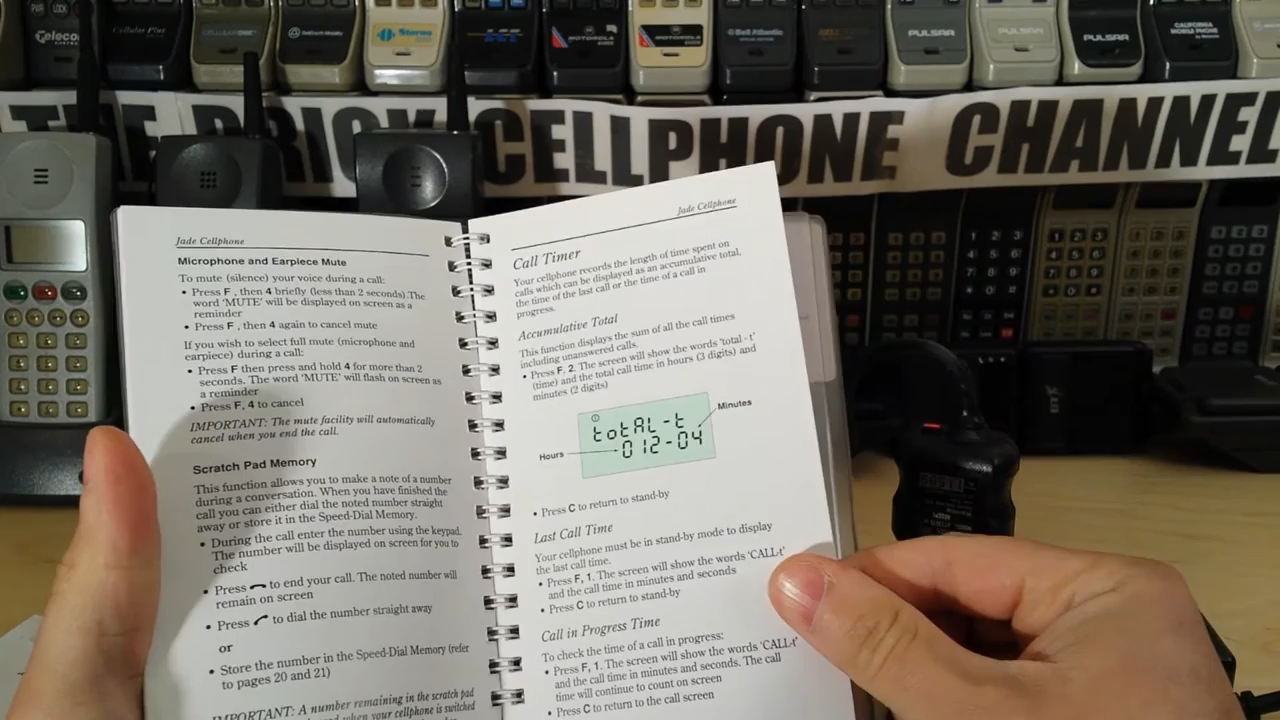 PWR LOCK
Telecom
Cellular Plus
CELLULAR ONE
MOTOROLA
MOTOROLA
Bell Atlantic
PULSAR
PULSAR
PULSAR
CALIFORNIA
MOBILE PHONE
THE BRICK CELLPHONE CHANNEL
Jade Cellphone
Microphone and Earpiece Mute
To mute (silence) your voice during a call:
• Press F , then 4 briefly (less than 2 seconds).The
word 'MUTE' will be displayed on screen as a
reminder
• Press F , then 4 again to cancel mute
If you wish to select full mute (microphone and
earpiece) during a call:
• Press F then press and hold 4 for more than 2
seconds. The word 'MUTE' will flash on screen as
a reminder
• Press F, 4 to cancel
IMPORTANT: The mute facility will automatically
cancel when you end the call.
Scratch Pad Memory
This function allows you to make a note of a number
during a conversation. When you have finished the
call you can either dial the noted number straight
away or store it in the Speed-Dial Memory.
• During the call enter the number using the keypad.
The number will be displayed on screen for you to
check
• Press to end your call. The noted number will
remain on screen
• Press to dial the number straight away
or
• Store the number in the Speed-Dial Memory (refer
to pages 20 and 21)
IMPORTANT: A number remaining in the scratch pad
when your cellphone is switched
Jade Cellphone
Call Timer
Your cellphone records the length of time spent on
calls which can be displayed as an accumulative total,
the time of the last call or the time of a call in
progress.
Accumulative Total
This function displays the sum of all the call times
including unanswered calls.
• Press F, 2. The screen will show the words 'total - t'
(time) and the total call time in hours (3 digits) and
minutes (2 digits)
totAL-t
012-04
Minutes
Hours
• Press C to return to stand-by
Last Call Time
Your cellphone must be in stand-by mode to display
the last call time.
• Press F, 1. The screen will show the words 'CALL-t'
and the call time in minutes and seconds
• Press C to return to stand-by
Call in Progress Time
To check the time of a call in progress:
• Press F, 1. The screen will show the words 'CALL-t'
and the call time in minutes and seconds. The call
time will continue to count on screen
• Press C to return to the call screen